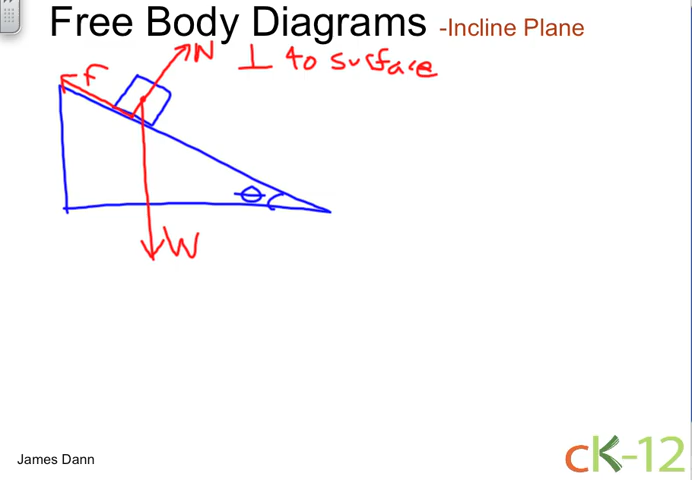 Free Body Diagrams -Incline Plane
N ⊥ to surface
F
θ
W
James Dann
cK-12